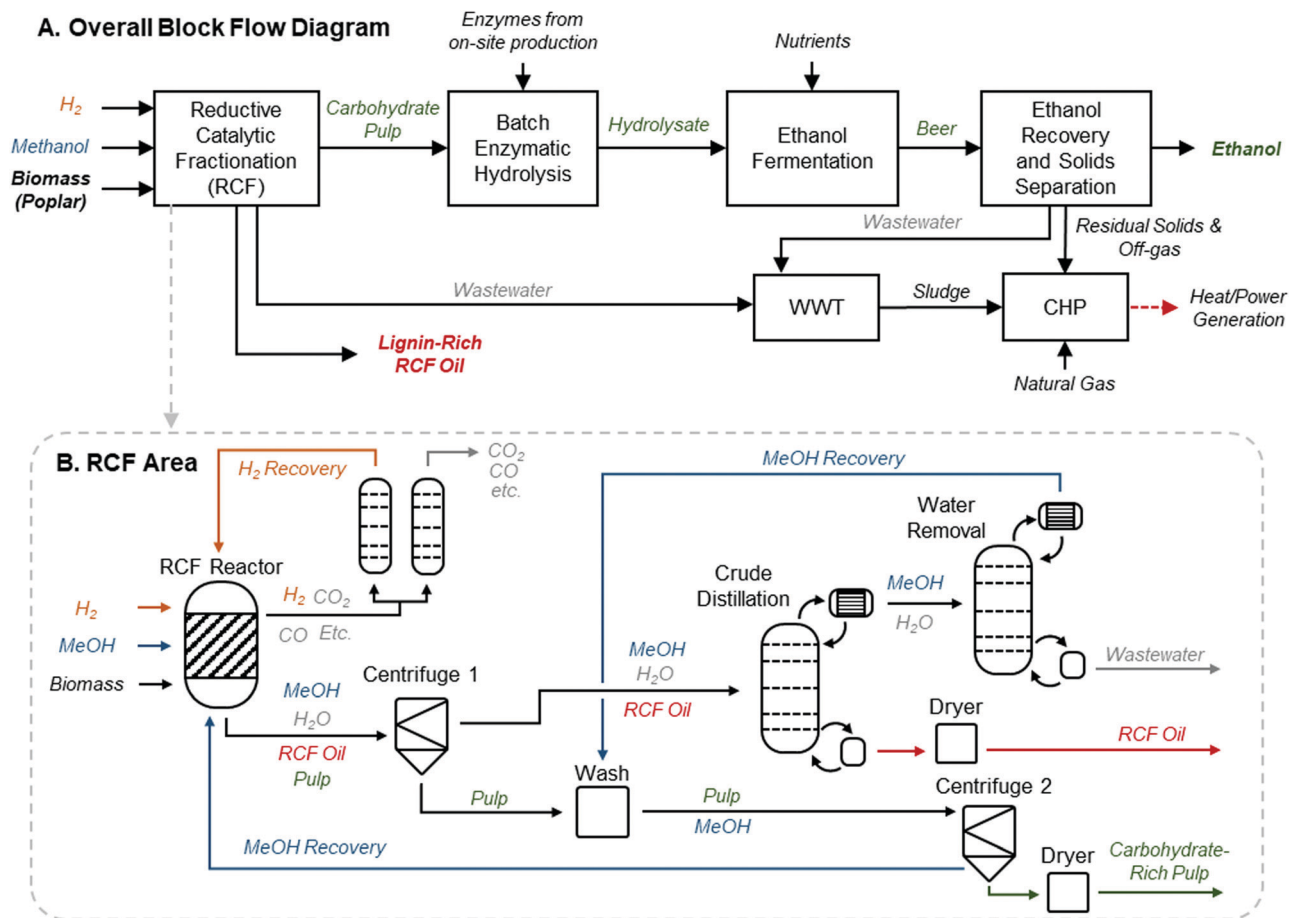 A. Overall Block Flow Diagram
Enzymes from
on-site production
Nutrients
H2
Methanol
Biomass
(Poplar)
Reductive
Catalytic
Fractionation
(RCF)
Carbohydrate
Pulp
Batch
Enzymatic
Hydrolysis
Hydrolysate
Ethanol
Fermentation
Beer
Ethanol
Recovery
and Solids
Separation
Ethanol
Wastewater
Residual Solids &
Off-gas
Wastewater
WWT
Sludge
CHP
Heat/Power
Generation
Lignin-Rich
RCF Oil
Natural Gas
B. RCF Area
H2 Recovery
CO2
CO
etc.
MeOH Recovery
Water
Removal
RCF Reactor
H2
MeOH
Biomass
H2 CO2
CO Etc.
Crude
Distillation
MeOH
H2O
Wastewater
Centrifuge 1
MeOH
H2O
RCF Oil
Pulp
MeOH
H2O
RCF Oil
Dryer
RCF Oil
Wash
Pulp
Pulp
MeOH
Centrifuge 2
MeOH Recovery
Dryer
Carbohydrate-
Rich Pulp